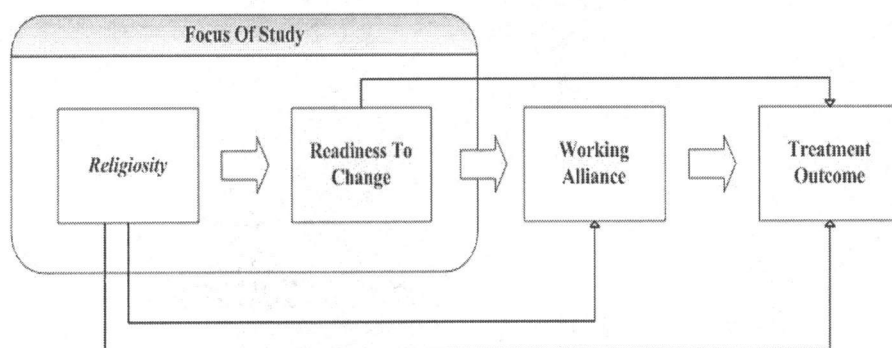 Focus Of Study
Religiosity
Readiness To
Change
Working
Alliance
Treatment
Outcome